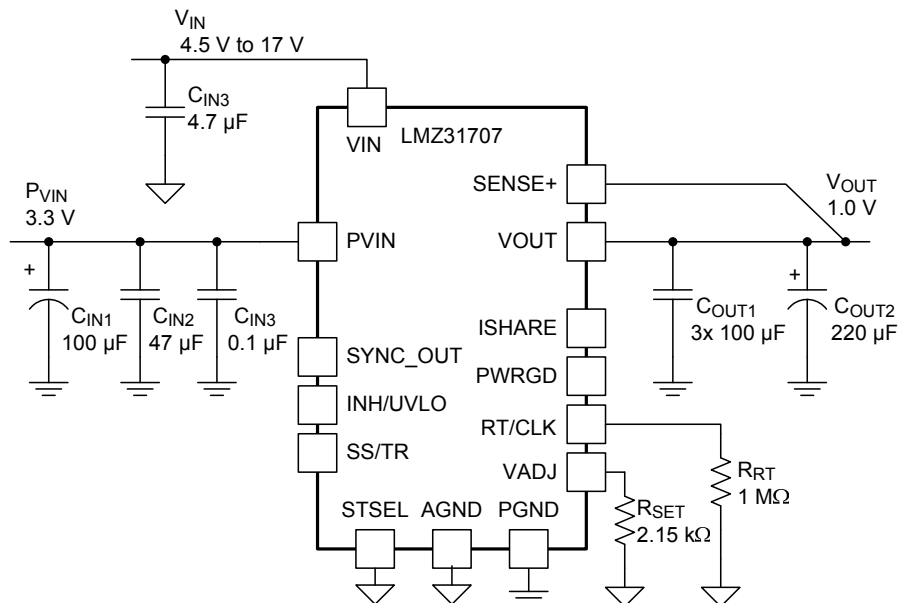 VIN
4.5 V to 17 V
CIN3
4.7 µF
VIN
LMZ31707
SENSE+
VOUT
1.0 V
PVIN
3.3 V
PVIN
VOUT
+
CIN1
100 µF
CIN2
47 µF
CIN3
0.1 µF
COUT1
3x 100 µF
+
COUT2
220 µF
ISHARE
SYNC_OUT
PWRGD
INH/UVLO
RT/CLK
SS/TR
VADJ
RRT
1 MΩ
RSET
2.15 kΩ
STSEL
AGND
PGND